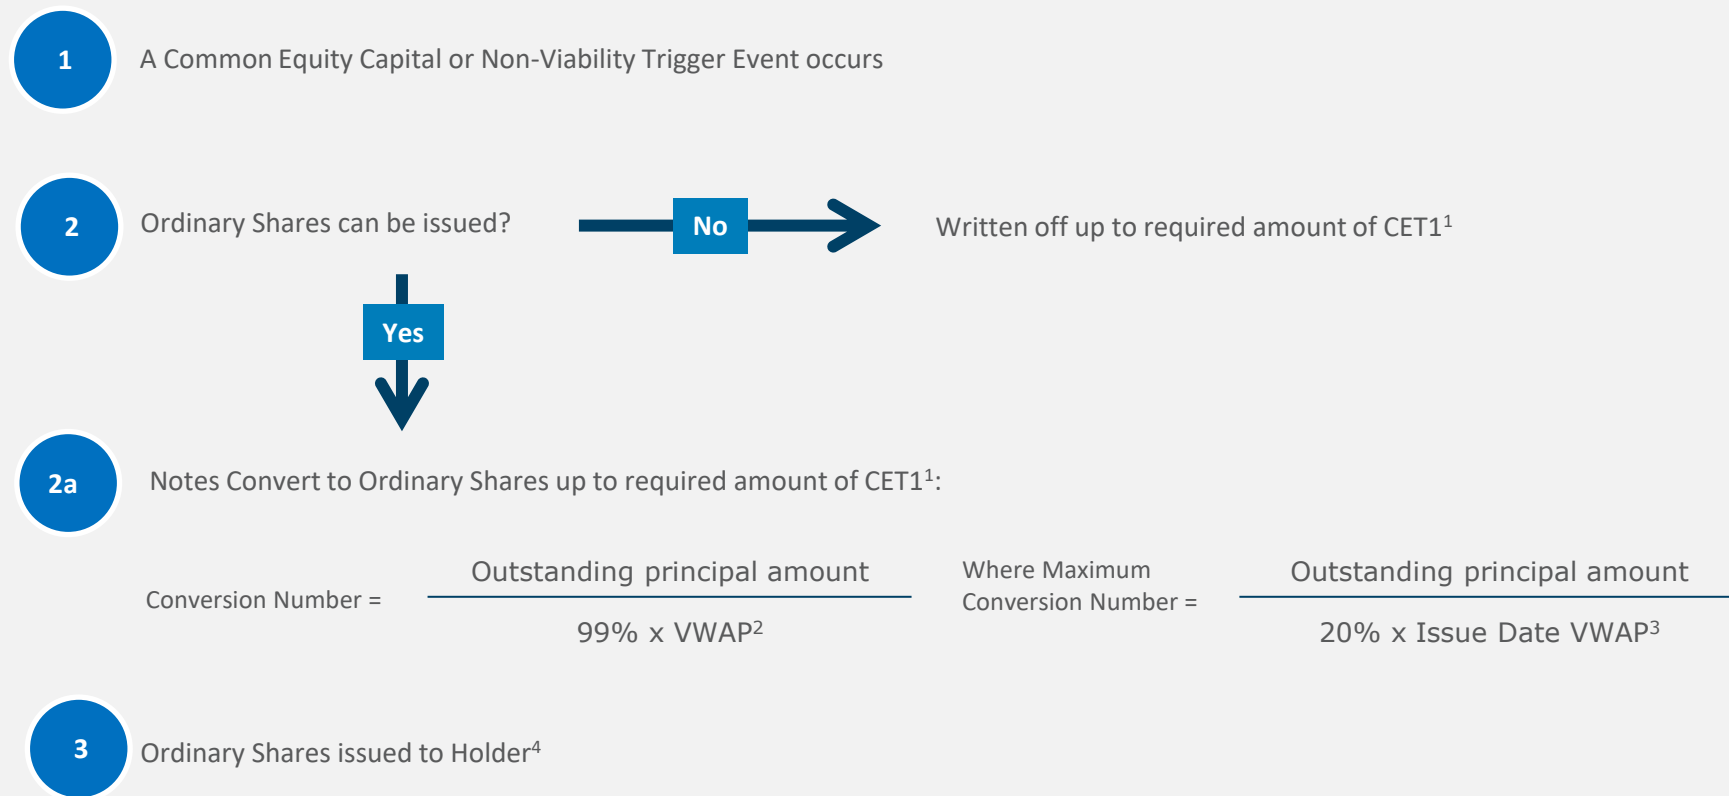 1
A Common Equity Capital or Non-Viability Trigger Event occurs
2
Ordinary Shares can be issued?
No
Written off up to required amount of CET1¹
Yes
2a
Notes Convert to Ordinary Shares up to required amount of CET1¹:
Conversion Number =
Outstanding principal amount
99% x VWAP²
Where Maximum
Conversion Number =
Outstanding principal amount
20% x Issue Date VWAP³
3
Ordinary Shares issued to Holder⁴